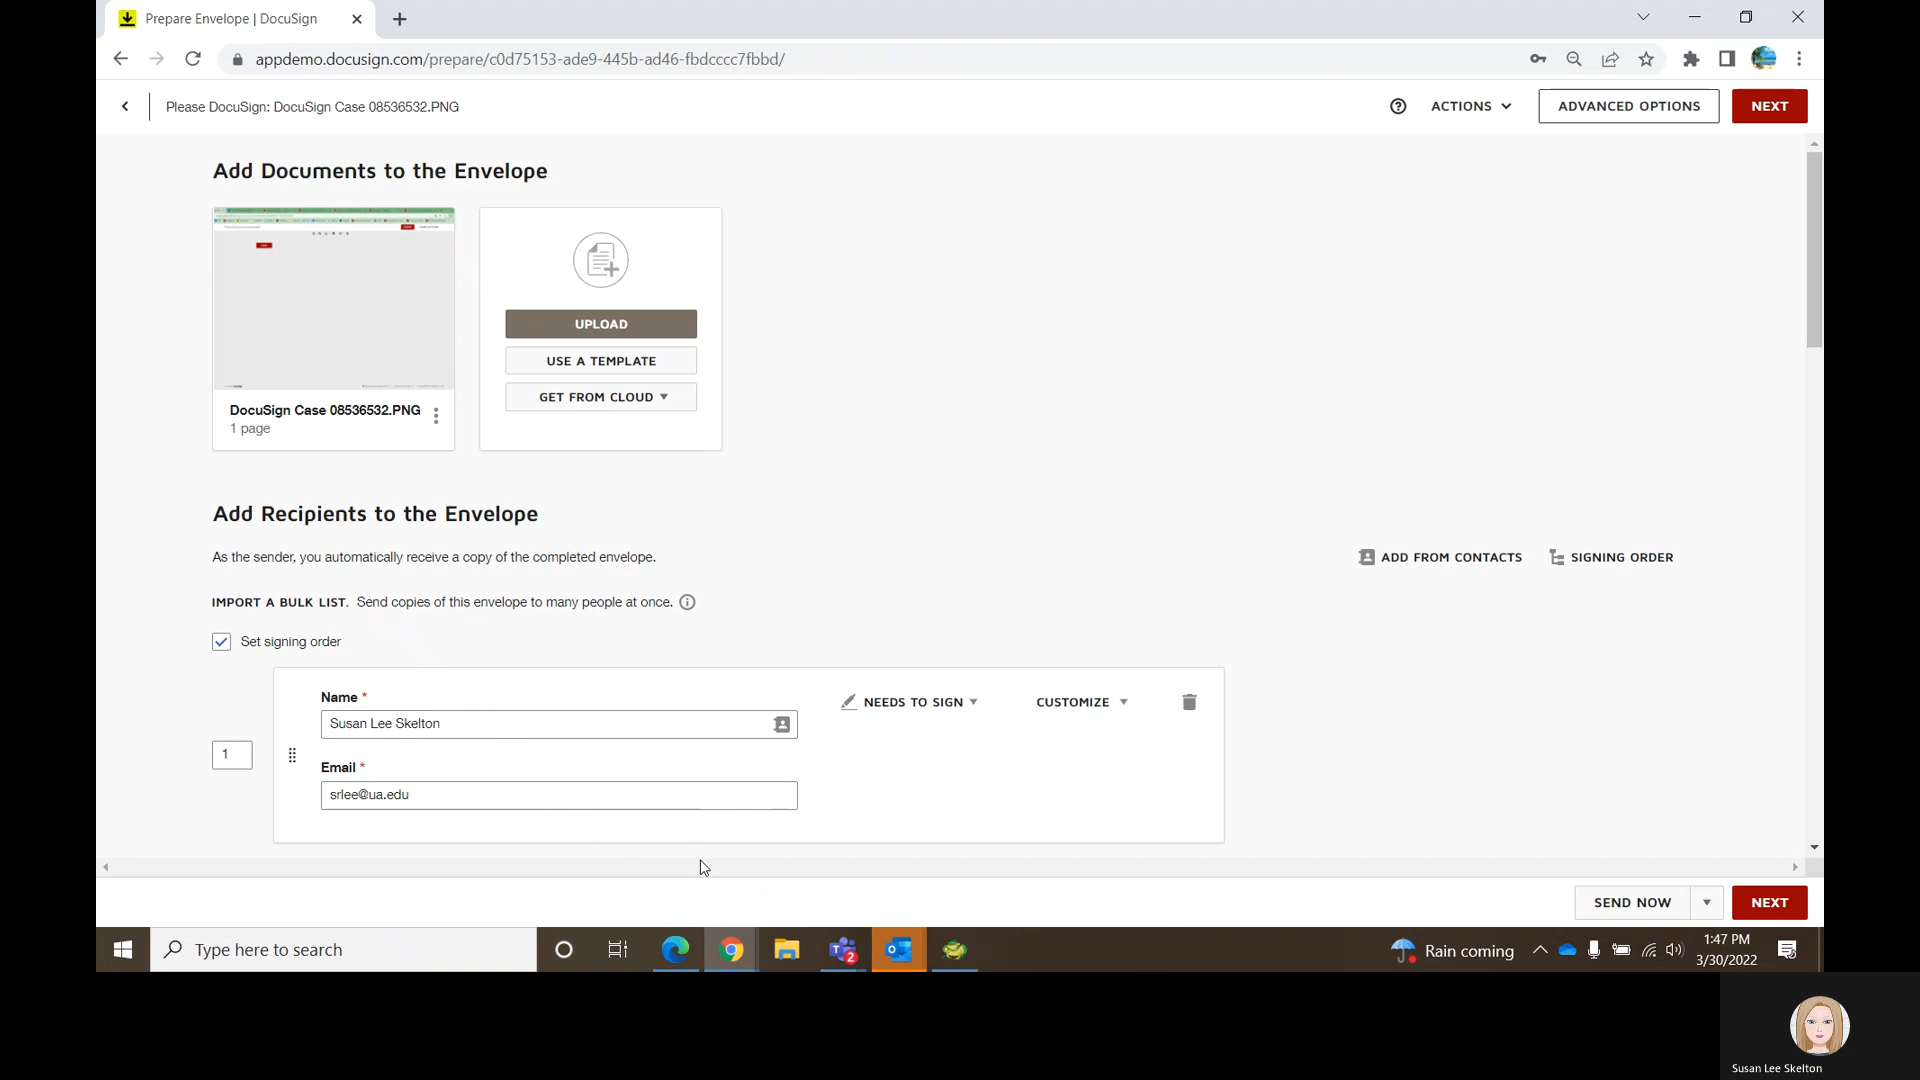 Prepare Envelope | DocuSign
appdemo.docusign.com/prepare/c0d75153-ade9-445b-ad46-fbdcccc7fbbd/
Please DocuSign: DocuSign Case 08536532.PNG
ACTIONS
ADVANCED OPTIONS
NEXT
Add Documents to the Envelope
DocuSign Case 08536532.PNG
1 page
UPLOAD
USE A TEMPLATE
GET FROM CLOUD
Add Recipients to the Envelope
As the sender, you automatically receive a copy of the completed envelope.
ADD FROM CONTACTS
SIGNING ORDER
IMPORT A BULK LIST. Send copies of this envelope to many people at once.
Set signing order
1
Name *
Susan Lee Skelton
Email *
srlee@ua.edu
NEEDS TO SIGN
CUSTOMIZE
SEND NOW
NEXT
Type here to search
2
Rain coming
1:47 PM
3/30/2022
Susan Lee Skelton